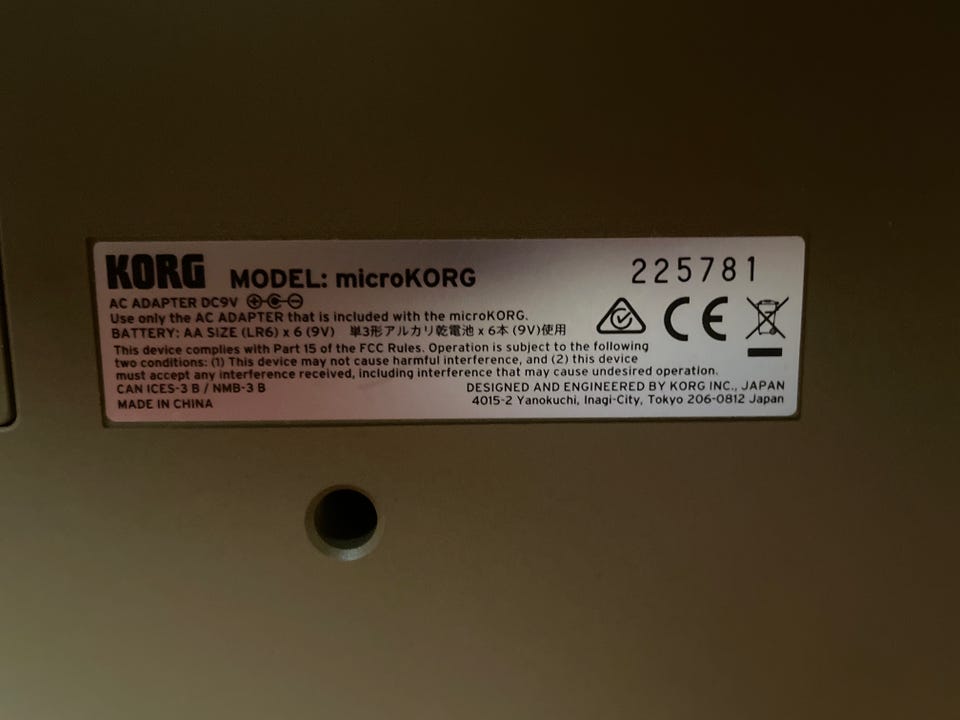 KORG MODEL: microKORG 225781
AC ADAPTER DC9V
Use only the AC ADAPTER that is included with the microKORG.
BATTERY: AA SIZE (LR6) x 6 (9V) 単3形アルカリ乾電池 x 6本 (9V)使用
CE
This device complies with Part 15 of the FCC Rules. Operation is subject to the following
two conditions: (1) This device may not cause harmful interference, and (2) this device
must accept any interference received, including interference that may cause undesired operation.
CAN ICES-3 B / NMB-3 B
MADE IN CHINA
DESIGNED AND ENGINEERED BY KORG INC., JAPAN
4015-2 Yanokuchi, Inagi-City, Tokyo 206-0812 Japan